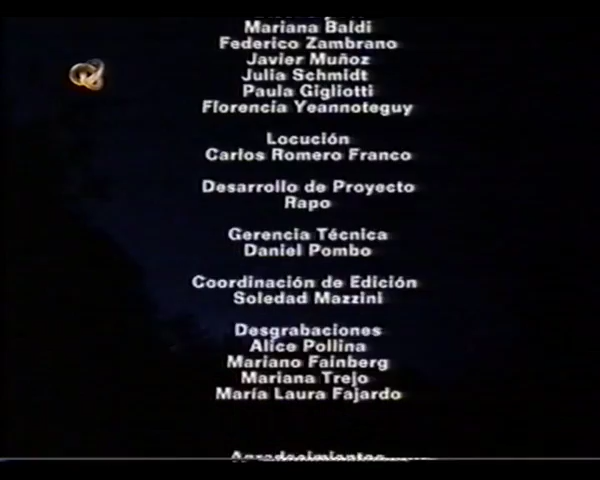 Mariana Baldi
Federico Zambrano
Javier Muñoz
Julia Schmidt
Paula Gigliotti
Florencia Yeannoteguy
Locución
Carlos Romero Franco
Desarrollo de Proyecto
Rapo
Gerencia Técnica
Daniel Pombo
Coordinación de Edición
Soledad Mazzini
Desgrabaciones
Alice Pollina
Mariano Fainberg
Mariana Trejo
María Laura Fajardo
Agradecimientos